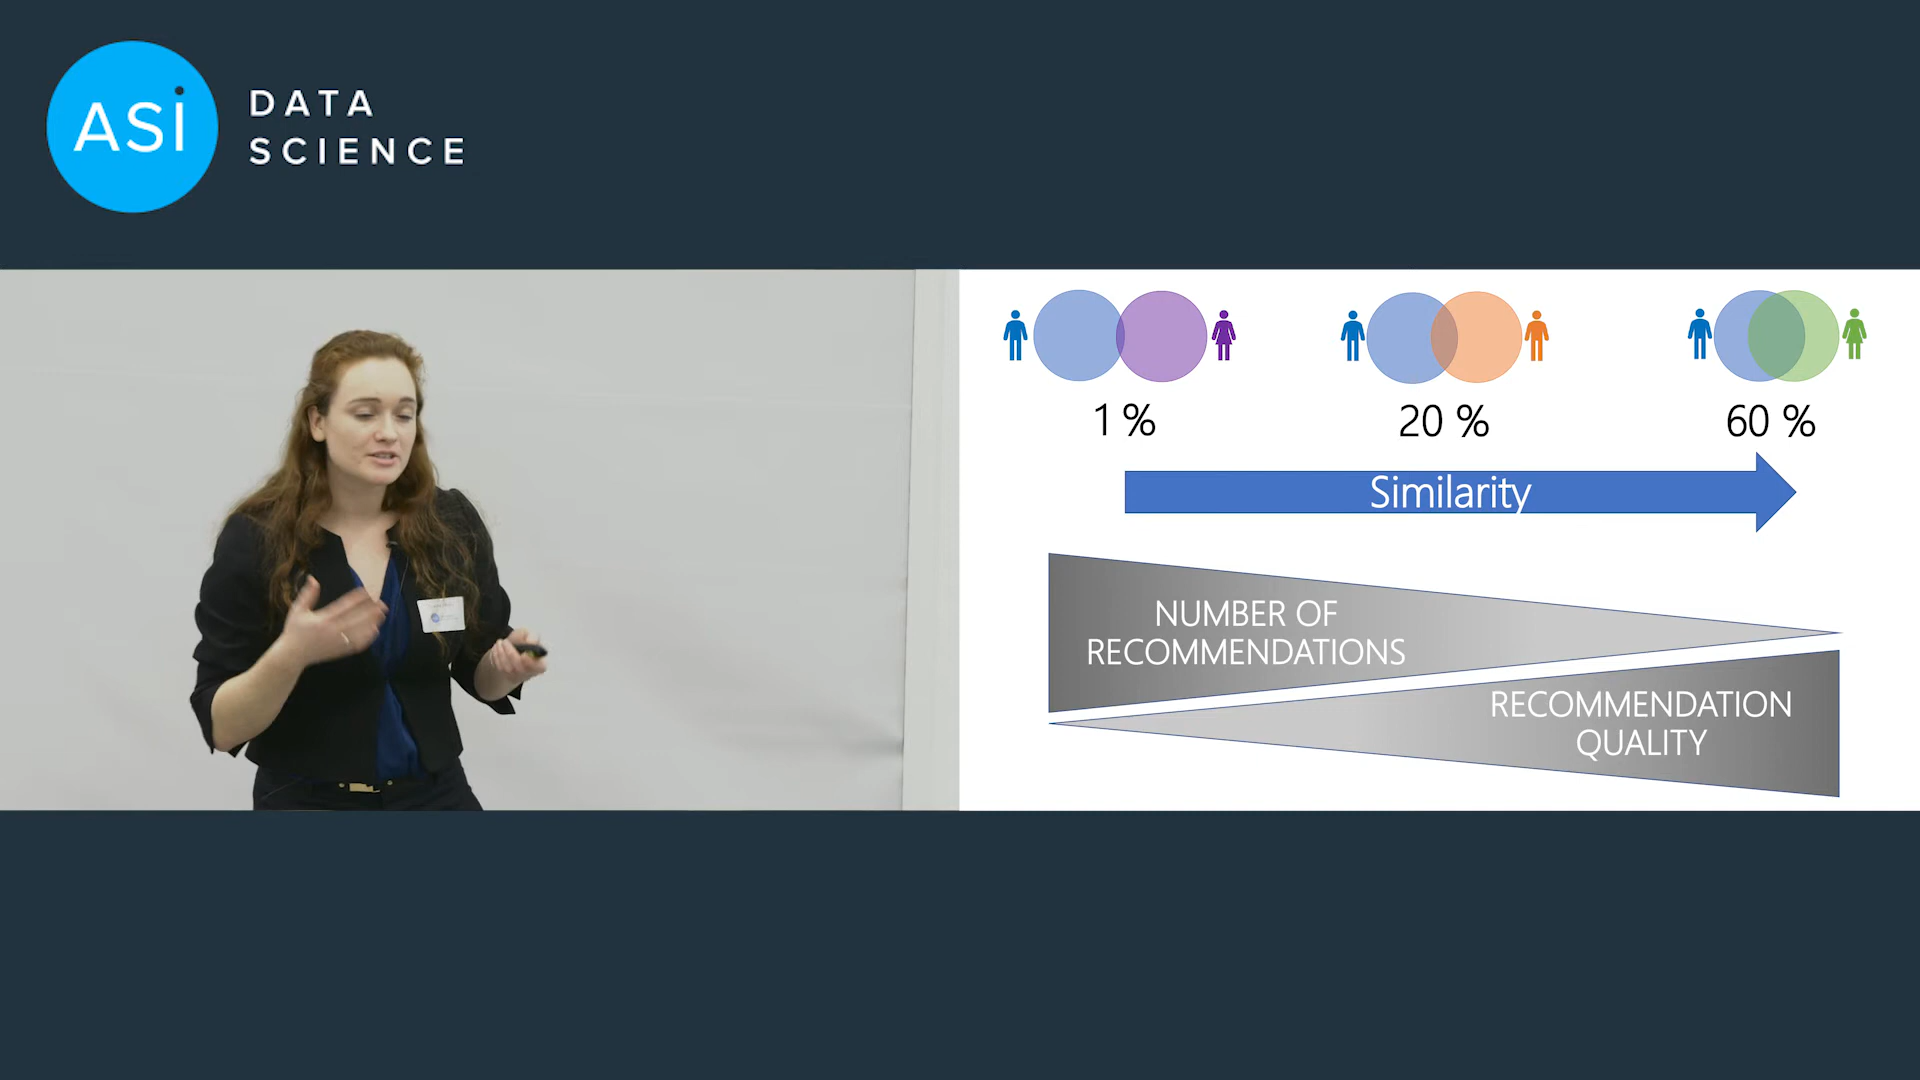 ASI
DATA
SCIENCE
1 %
20 %
60 %
Similarity
NUMBER OF
RECOMMENDATIONS
RECOMMENDATION
QUALITY